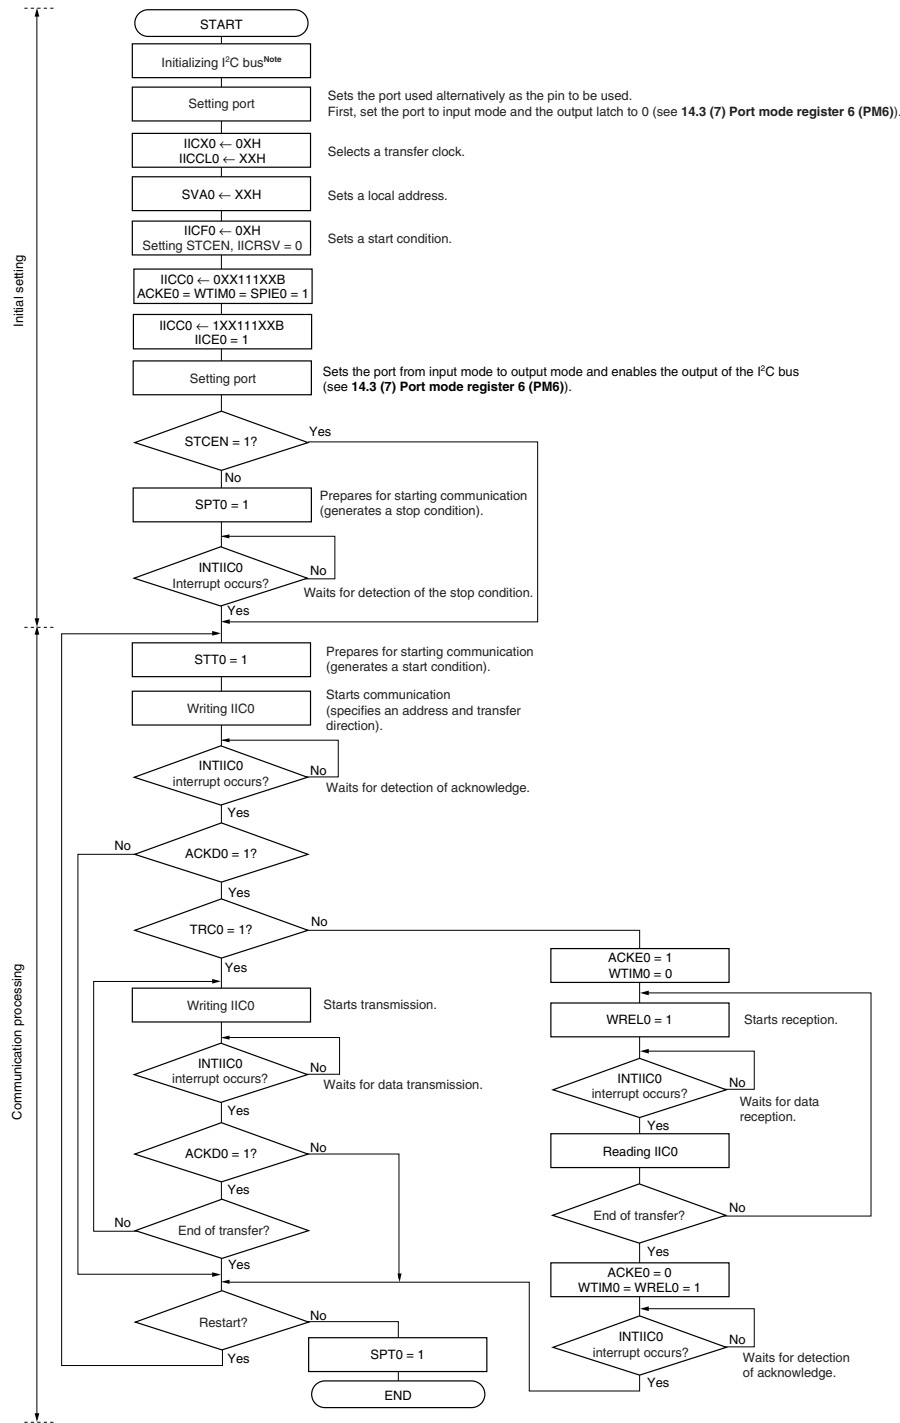 START
Initializing I²C busNote
Setting port
Sets the port used alternatively as the pin to be used.
First, set the port to input mode and the output latch to 0 (see 14.3 (7) Port mode register 6 (PM6)).
IICX0 ← 0XH
IICCL0 ← XXH
Selects a transfer clock.
SVA0 ← XXH
Sets a local address.
IICF0 ← 0XH
Setting STCEN, IICRSV = 0
Sets a start condition.
Initial setting
IICC0 ← 0XX111XXB
ACKE0 = WTIM0 = SPIE0 = 1
IICC0 ← 1XX111XXB
IICE0 = 1
Setting port
Sets the port from input mode to output mode and enables the output of the I²C bus
(see 14.3 (7) Port mode register 6 (PM6)).
STCEN = 1?
Yes
No
SPT0 = 1
Prepares for starting communication
(generates a stop condition).
INTIIC0
Interrupt occurs?
No
Waits for detection of the stop condition.
Yes
STT0 = 1
Prepares for starting communication
(generates a start condition).
Writing IIC0
Starts communication
(specifies an address and transfer
direction).
INTIIC0
interrupt occurs?
No
Waits for detection of acknowledge.
Yes
No
ACKD0 = 1?
Yes
TRC0 = 1?
No
Yes
Communication processing
Writing IIC0
Starts transmission.
INTIIC0
interrupt occurs?
No
Waits for data transmission.
Yes
ACKD0 = 1?
No
Yes
No
End of transfer?
Yes
ACKE0 = 1
WTIM0 = 0
WREL0 = 1
Starts reception.
INTIIC0
interrupt occurs?
No
Waits for data
reception.
Yes
Reading IIC0
End of transfer?
No
Yes
ACKE0 = 0
WTIM0 = WREL0 = 1
INTIIC0
interrupt occurs?
No
Waits for detection
of acknowledge.
Yes
Restart?
No
Yes
SPT0 = 1
END